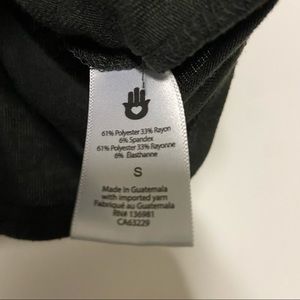 61% Polyester 33% Rayon
6% Spandex
61% Polyester 33% Rayonne
6% Élasthanne
S
Made in Guatemala
with imported yarn
Fabriqué au Guatemala
RN# 136981
CA63229